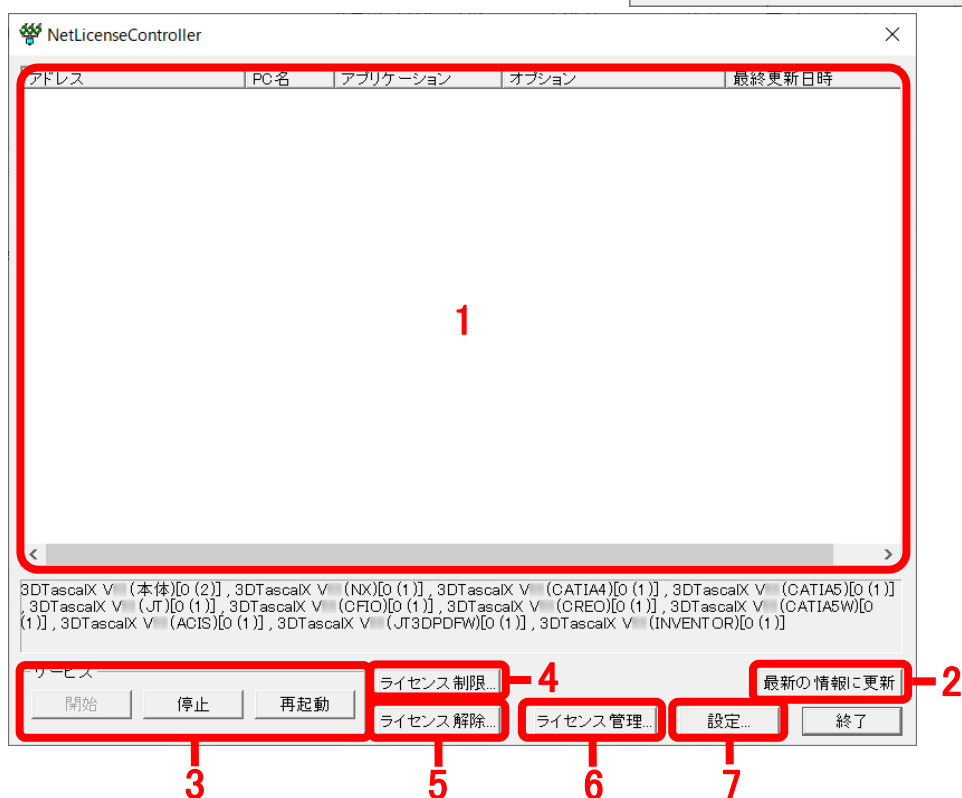 NetLicenseController
アドレス PC名 アプリケーション オプション 最終更新日時
1
3DTascalX V (本体)[0 (2)] , 3DTascalX V (NX)[0 (1)] , 3DTascalX V (CATIA4)[0 (1)] , 3DTascalX V (CATIA5)[0 (1)]
, 3DTascalX V (JT)[0 (1)] , 3DTascalX V (CFIO)[0 (1)] , 3DTascalX V (CREO)[0 (1)] , 3DTascalX V (CATIA5W)[0
(1)] , 3DTascalX V (ACIS)[0 (1)] , 3DTascalX V (JT3DPDFW)[0 (1)] , 3DTascalX V (INVENTOR)[0 (1)]
サービス
ライセンス制限... 4 最新の情報に更新 2
開始 停止 再起動
ライセンス解除... ライセンス管理... 設定... 終了
3 5 6 7